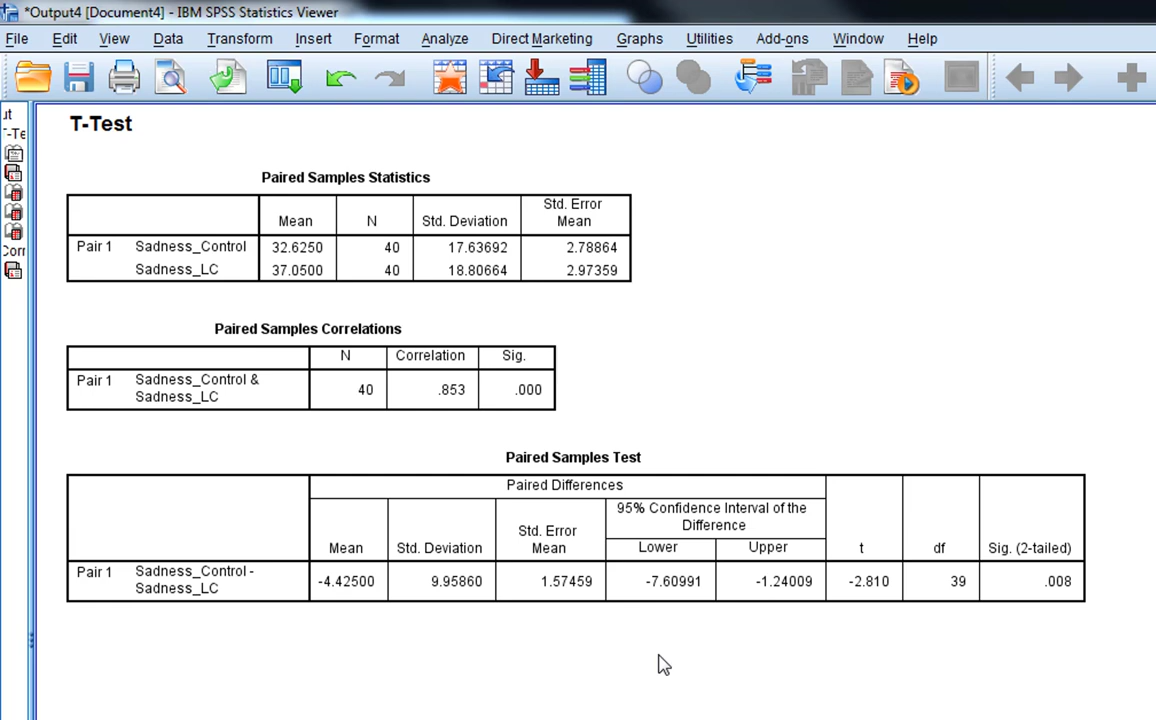 *Output4 [Document4] - IBM SPSS Statistics Viewer
File Edit View Data Transform Insert Format Analyze Direct Marketing Graphs Utilities Add-ons Window Help
T-Test
Paired Samples Statistics
Mean N Std. Deviation Std. Error Mean
Pair 1 Sadness_Control 32.6250 40 17.63692 2.78864
Sadness_LC 37.0500 40 18.80664 2.97359
Paired Samples Correlations
N Correlation Sig.
Pair 1 Sadness_Control & Sadness_LC 40 .853 .000
Paired Samples Test
Paired Differences
95% Confidence Interval of the Difference
Mean Std. Deviation Std. Error Mean Lower Upper t df Sig. (2-tailed)
Pair 1 Sadness_Control - Sadness_LC -4.42500 9.95860 1.57459 -7.60991 -1.24009 -2.810 39 .008